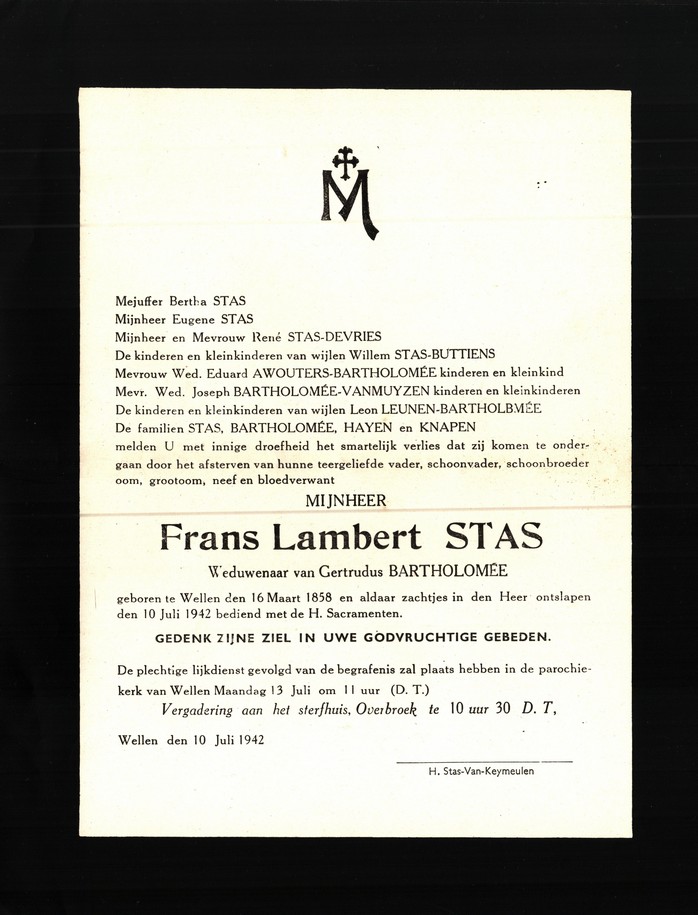 M
Mejuffer Bertha STAS
Mijnheer Eugene STAS
Mijnheer en Mevrouw René STAS-DEVRIES
De kinderen en kleinkinderen van wijlen Willem STAS-BUTTIENS
Mevrouw Wed. Eduard AWOUTERS-BARTHOLOMÉE kinderen en kleinkind
Mevr. Wed. Joseph BARTHOLOMÉE-VANMUYZEN kinderen en kleinkinderen
De kinderen en kleinkinderen van wijlen Leon LEUNEN-BARTHOLBMÉE
De familien STAS, BARTHOLOMÉE, HAYEN en KNAPEN
melden U met innige droefheid het smartelijk verlies dat zij komen te onder-
gaan door het afsterven van hunne teergeliefde vader, schoonvader, schoonbroeder
oom, grootoom, neef en bloedverwant
MIJNHEER
Frans Lambert STAS
Weduwenaar van Gertrudus BARTHOLOMÉE
geboren te Wellen den 16 Maart 1858 en aldaar zachtjes in den Heer ontslapen
den 10 Juli 1942 bediend met de H. Sacramenten.
GEDENK ZIJNE ZIEL IN UWE GODVRUCHTIGE GEBEDEN.
De plechtige lijkdienst gevolgd van de begrafenis zal plaats hebben in de parochie-
kerk van Wellen Maandag 13 Juli om 11 uur (D. T.)
Vergadering aan het sterfhuis, Overbroek te 10 uur 30 D. T,
Wellen den 10 Juli 1942
H. Stas-Van-Keymeulen